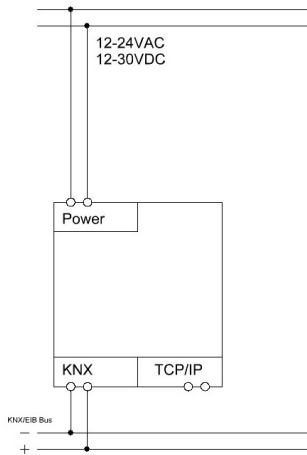 12-24VAC
12-30VDC
Power
KNX TCP/IP
KNX/EIB Bus
−
+